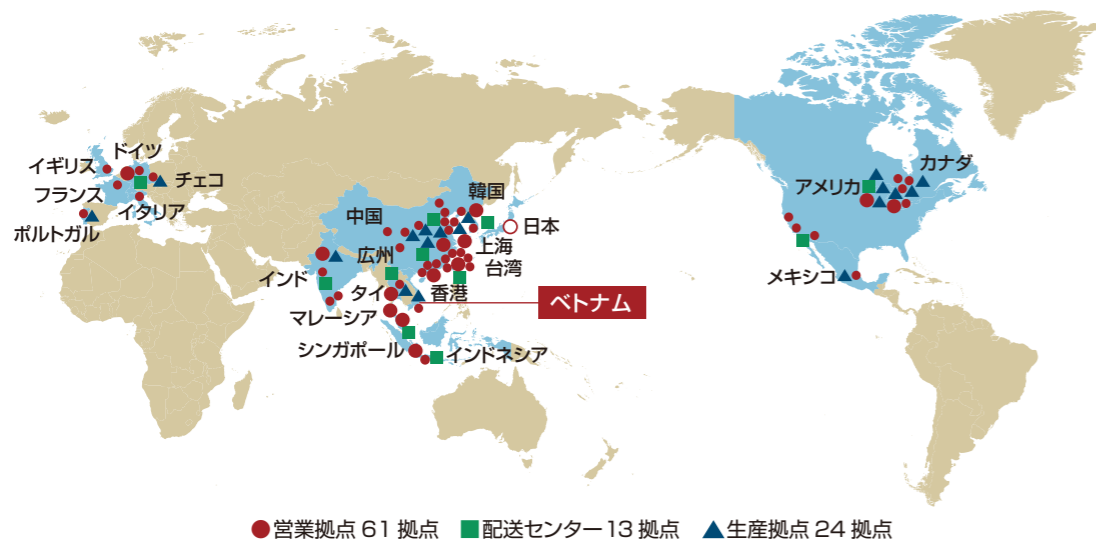 ドイツ
イギリス
フランス
チェコ
イタリア
ポルトガル
韓国
中国
日本
上海
広州
台湾
インド
タイ
香港
ベトナム
マレーシア
シンガポール
インドネシア
カナダ
アメリカ
メキシコ
営業拠点 61 拠点 配送センター 13 拠点 生産拠点 24 拠点